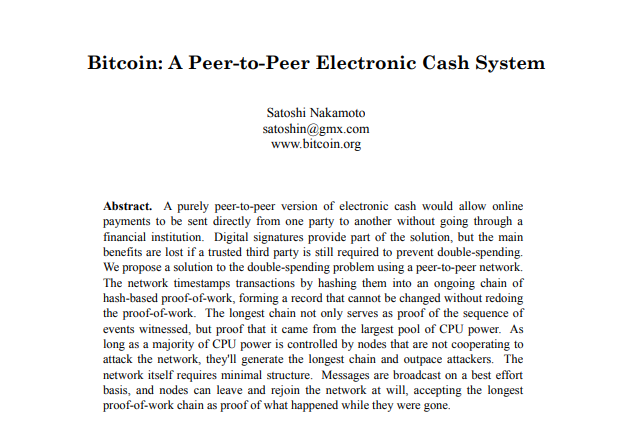 Bitcoin: A Peer-to-Peer Electronic Cash System
Satoshi Nakamoto
satoshin@gmx.com
www.bitcoin.org
Abstract. A purely peer-to-peer version of electronic cash would allow online
payments to be sent directly from one party to another without going through a
financial institution. Digital signatures provide part of the solution, but the main
benefits are lost if a trusted third party is still required to prevent double-spending.
We propose a solution to the double-spending problem using a peer-to-peer network.
The network timestamps transactions by hashing them into an ongoing chain of
hash-based proof-of-work, forming a record that cannot be changed without redoing
the proof-of-work. The longest chain not only serves as proof of the sequence of
events witnessed, but proof that it came from the largest pool of CPU power. As
long as a majority of CPU power is controlled by nodes that are not cooperating to
attack the network, they'll generate the longest chain and outpace attackers. The
network itself requires minimal structure. Messages are broadcast on a best effort
basis, and nodes can leave and rejoin the network at will, accepting the longest
proof-of-work chain as proof of what happened while they were gone.